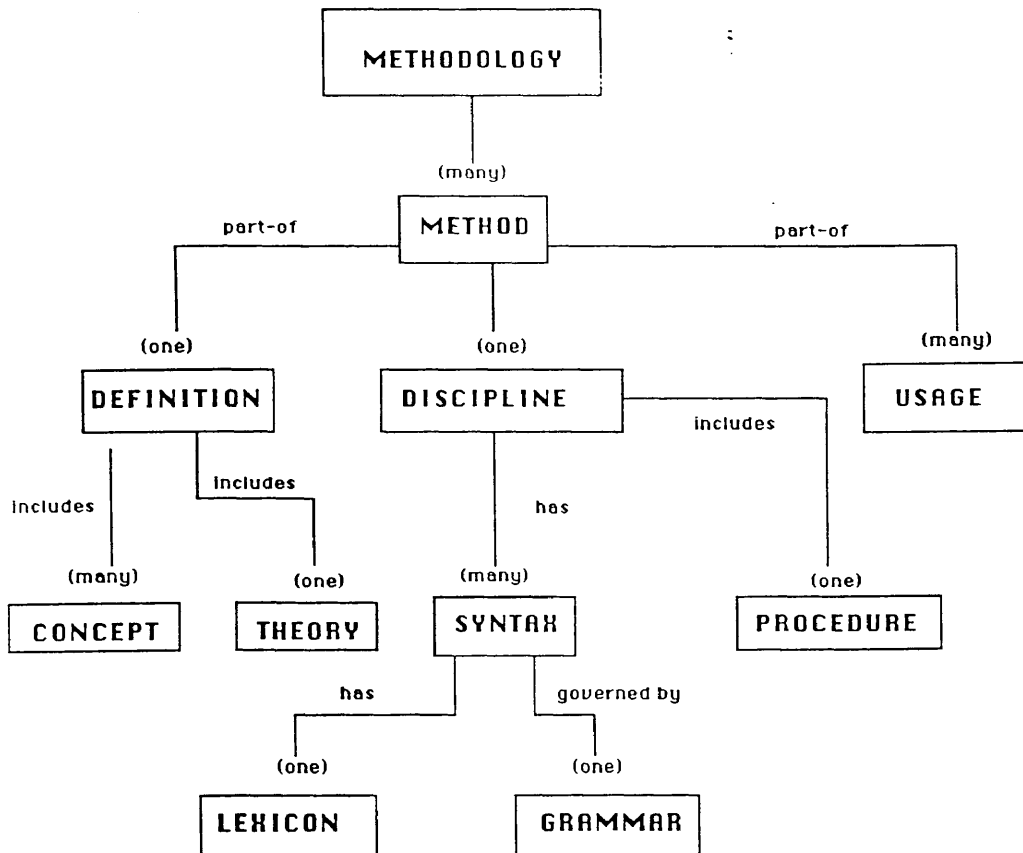 METHODOLOGY
(many)
METHOD
part-of
part-of
(one)
(one)
(many)
DEFINITION
DISCIPLINE
USAGE
includes
includes
includes
has
(many)
(one)
(many)
(one)
CONCEPT
THEORY
SYNTAX
PROCEDURE
has
governed by
(one)
(one)
LEXICON
GRAMMAR